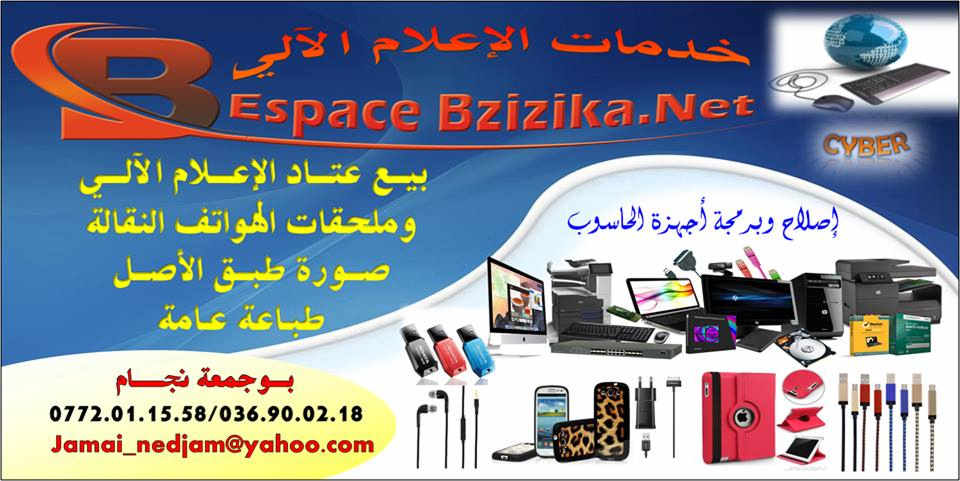 خدمات الإعلام الآلي
B
Espace Bzizika.Net
CYBER
بيع عتاد الإعلام الآلي
وملحقات الهواتف النقالة
صورة طبق الأصل
طباعة عامة
إصلاح وبرمجة أجهزة الحاسوب
بوجمعة نجام
0772.01.15.58/036.90.02.18
Jamai_nedjam@yahoo.com